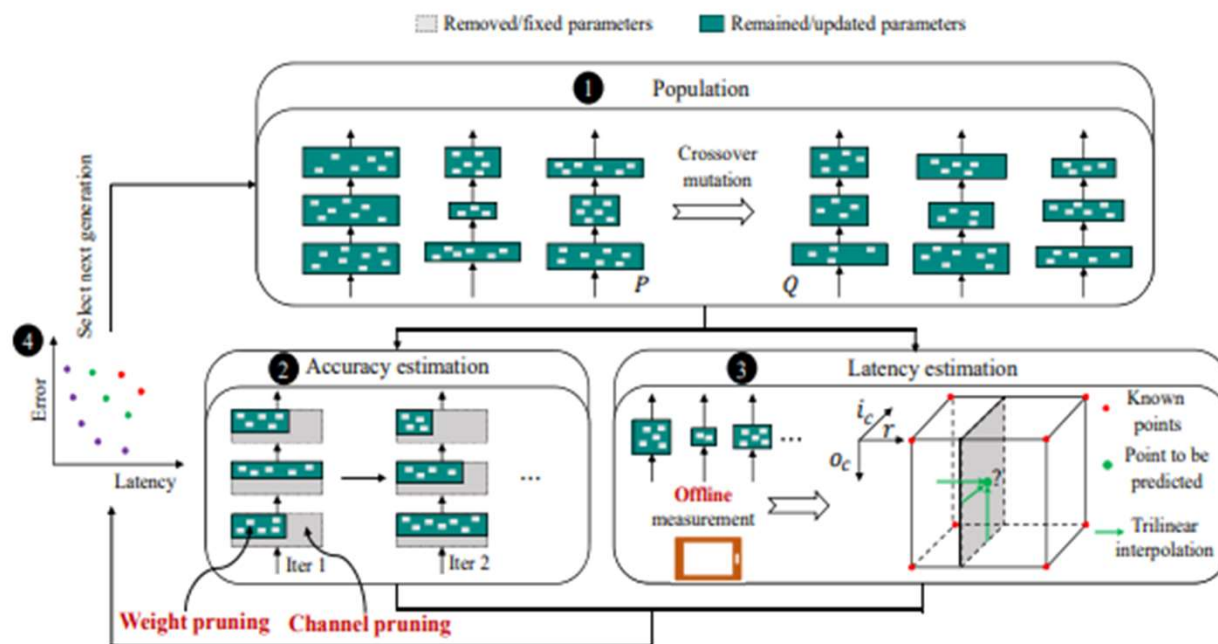 Removed/fixed parameters
Remained/updated parameters
1
Population
Crossover
mutation
P
Q
Select next generation
4
Error
Latency
2
Accuracy estimation
Iter 1
Iter 2
...
Weight pruning
Channel pruning
3
Latency estimation
...
Offline
measurement
i_c
r
o_c
?
Known
points
Point to be
predicted
Trilinear
interpolation